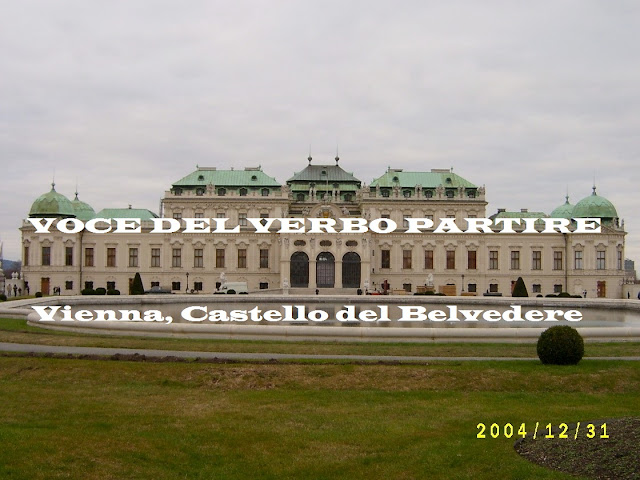 VOCE DEL VERBO PARTIRE
Vienna, Castello del Belvedere
2004/12/31